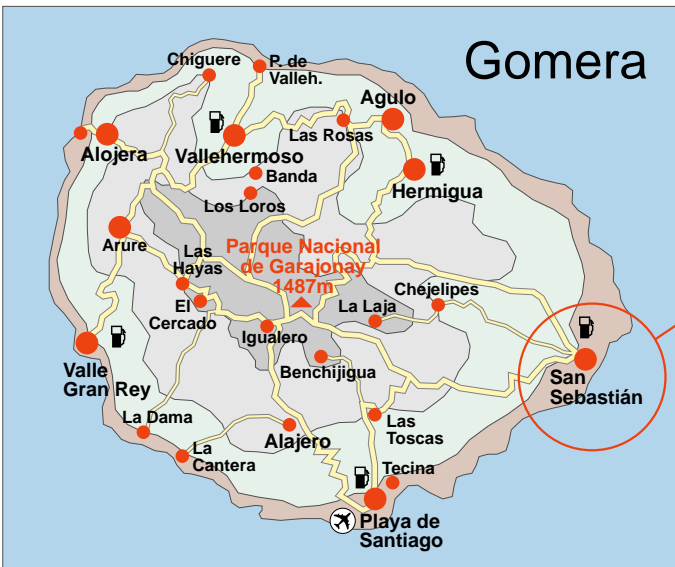 Gomera
Chiguere
P. de
Valleh.
Agulo
Las Rosas
Alojera
Vallehermoso
Banda
Hermigua
Los Loros
Arure
Las
Hayas
Parque Nacional
de Garajonay
1487m
El
Cercado
La Laja
Chejelipes
Igualero
Valle
Gran Rey
Benchijigua
San
Sebastián
La Dama
Las
Toscas
Alajero
La
Cantera
Tecina
Playa de
Santiago